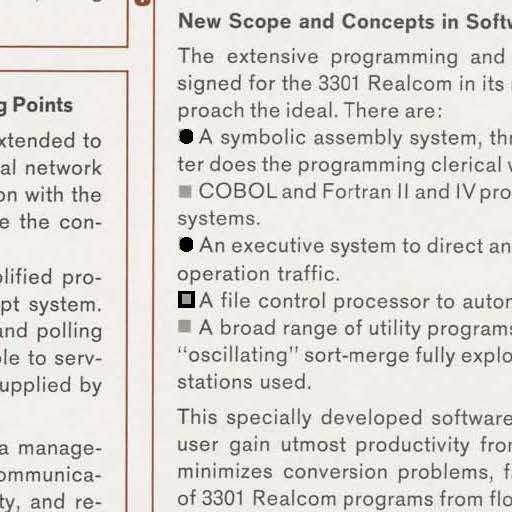 g Points
xtended to
al network
on with the
e the con-
lified pro-
pt system.
and polling
le to serv-
upplied by
a manage-
ommunica-
ty, and re-
New Scope and Concepts in Softw
The extensive programming and
signed for the 3301 Realcom in its
proach the ideal. There are:
● A symbolic assembly system, thr
ter does the programming clerical
■ COBOL and Fortran II and IV pro
systems.
● An executive system to direct an
operation traffic.
■ A file control processor to autom
■ A broad range of utility programs
"oscillating" sort-merge fully explo
stations used.
This specially developed software
user gain utmost productivity from
minimizes conversion problems, f
of 3301 Realcom programs from flo